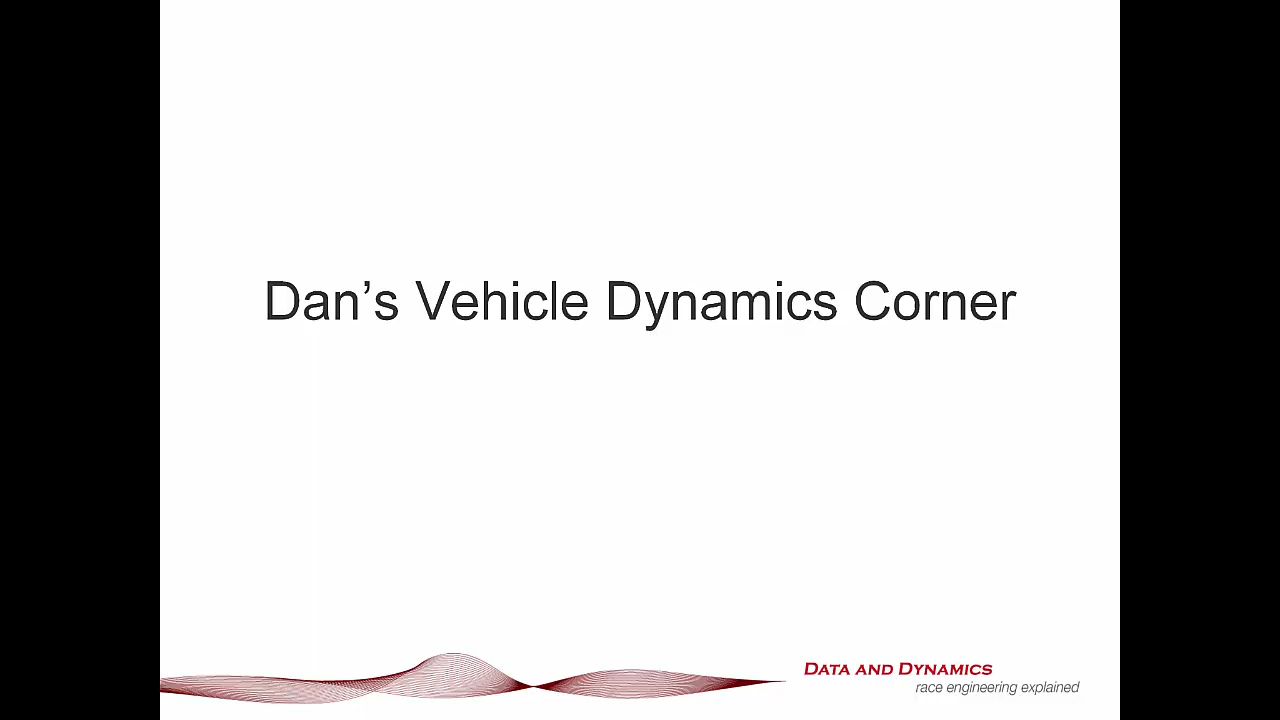 Dan’s Vehicle Dynamics Corner
DATA AND DYNAMICS
race engineering explained